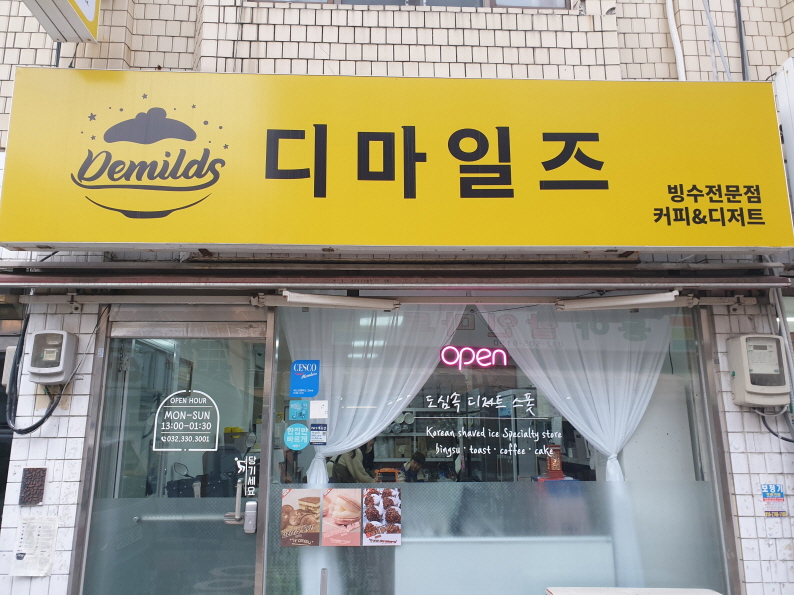 Demilds
디마일즈
빙수전문점
커피&디저트
open
CESCO
OPEN HOUR
MON-SUN
13:00-01:30
032.330.3001
도심속 디저트 스폿
Korean shaved ice Specialty store
bingsu · toast · coffee · cake
당기세요